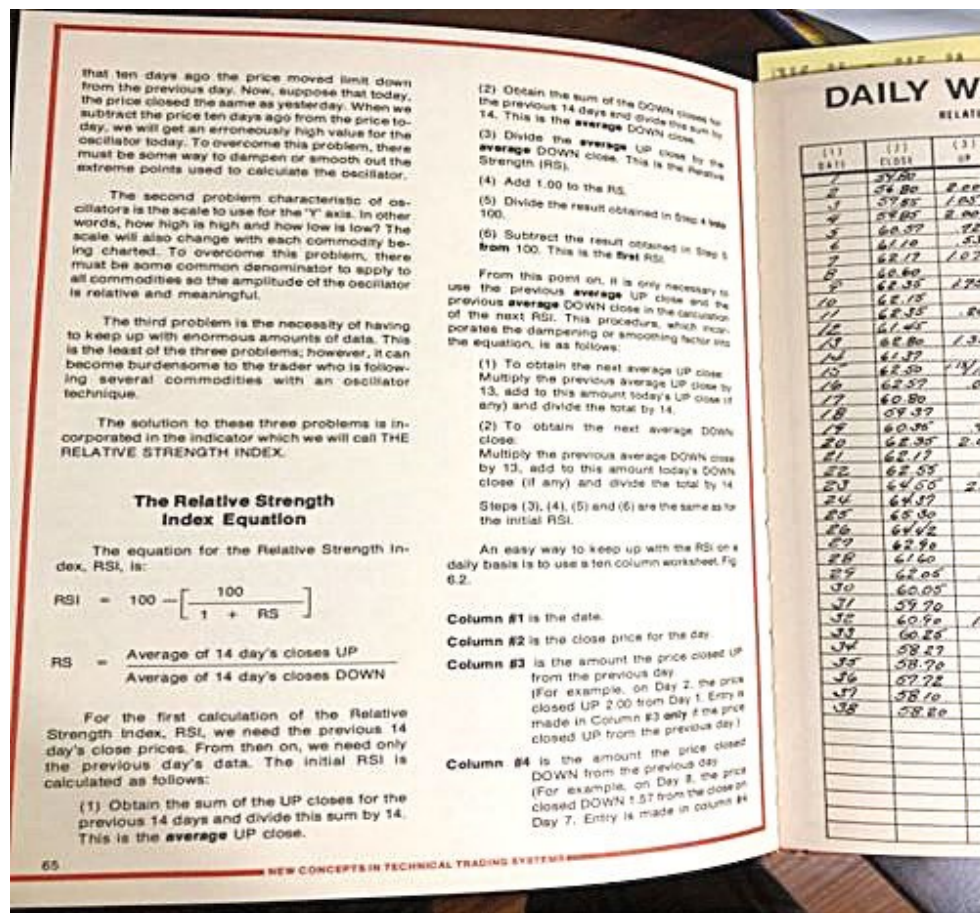 that ten days ago the price moved limit down
from the previous day. Now, suppose that today,
the price closed the same as yesterday. When we
subtract the price ten days ago from the price to-
day, we will get an erroneously high value for the
oscillator today. To overcome this problem, there
must be some way to dampen or smooth out the
extreme points used to calculate the oscillator.
The second problem characteristic of os-
cillators is the scale to use for the 'Y' axis. In other
words, how high is high and how low is low? The
scale will also change with each commodity be-
ing charted. To overcome this problem, there
must be some common denominator to apply to
all commodities so the amplitude of the oscillator
is relative and meaningful.
The third problem is the necessity of having
to keep up with enormous amounts of data. This
is the least of the three problems; however, it can
become burdensome to the trader who is follow-
ing several commodities with an oscillator
technique.
The solution to these three problems is in-
corporated in the indicator which we will call THE
RELATIVE STRENGTH INDEX.
The Relative Strength
Index Equation
The equation for the Relative Strength In-
dex, RSI, is:
RSI = 100 - [ 100
1 + RS ]
RS = Average of 14 day's closes UP
Average of 14 day's closes DOWN
For the first calculation of the Relative
Strength Index, RSI, we need the previous 14
day's close prices. From then on, we need only
the previous day's data. The initial RSI is
calculated as follows:
(1) Obtain the sum of the UP closes for the
previous 14 days and divide this sum by 14.
This is the average UP close.
(2) Obtain the sum of the DOWN closes for
the previous 14 days and divide this sum by
14. This is the average DOWN close.
(3) Divide the average UP close by the
average DOWN close. This is the Relative
Strength (RS).
(4) Add 1.00 to the RS.
(5) Divide the result obtained in Step 4 into
100.
(6) Subtract the result obtained in Step 5
from 100. This is the first RSI.
From this point on, it is only necessary to
use the previous average UP close and the
previous average DOWN close in the calculation
of the next RSI. This procedure, which incor-
porates the dampening or smoothing factor into
the equation, is as follows:
(1) To obtain the next average UP close:
Multiply the previous average UP close by
13, add to this amount today's UP close (if
any) and divide the total by 14.
(2) To obtain the next average DOWN
close:
Multiply the previous average DOWN close
by 13, add to this amount today's DOWN
close (if any) and divide the total by 14.
Steps (3), (4), (5) and (6) are the same as for
the initial RSI.
An easy way to keep up with the RSI on a
daily basis is to use a ten column worksheet, Fig.
6.2.
Column #1 is the date.
Column #2 is the close price for the day.
Column #3 is the amount the price closed UP
from the previous day.
(For example, on Day 2, the price
closed UP 2.00 from Day 1. Entry is
made in Column #3 only if the price
closed UP from the previous day.)
Column #4 is the amount the price closed
DOWN from the previous day
(For example, on Day 8, the price
closed DOWN 1.57 from the close on
Day 7. Entry is made in column #4
65
NEW CONCEPTS IN TECHNICAL TRADING SYSTEMS
DAILY W
RELATI
(1) (2) (3)
DATE CLOSE UP
1 54.80
2 56.80 2.00
3 57.85 1.05
4 59.85 2.00
5 60.57 .72
6 61.10 .53
7 62.17 1.07
8 60.60
9 62.35 1.75
10 62.15
11 62.35
12 61.45
13 62.80
14 61.37
15 62.50
16 62.57
17 60.80
18 59.37
19 60.35
20 62.35
21 62.17
22 62.55
23 64.55
24 64.37
25 65.30
26 64.42
27 62.90
28 61.60
29 62.05
30 60.05
31 59.70
32 60.90
33 60.25
34 58.27
35 58.70
36 57.72
37 58.10
38 58.20